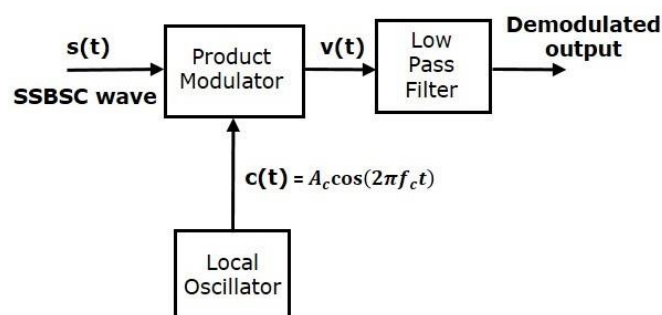 s(t)
SSBSC wave
Product
Modulator
v(t)
Low
Pass
Filter
Demodulated
output
c(t) = A_c cos(2πf_c t)
Local
Oscillator